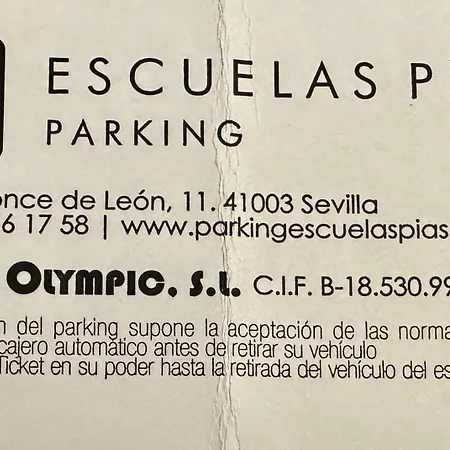 ESCUELAS P
PARKING
once de León, 11. 41003 Sevilla
6 17 58 | www.parkingescuelaspias
OLYMPIC, S.L. C.I.F. B-18.530.99
n del parking supone la aceptación de las norma
cajero automático antes de retirar su vehículo
Ticket en su poder hasta la retirada del vehículo del es